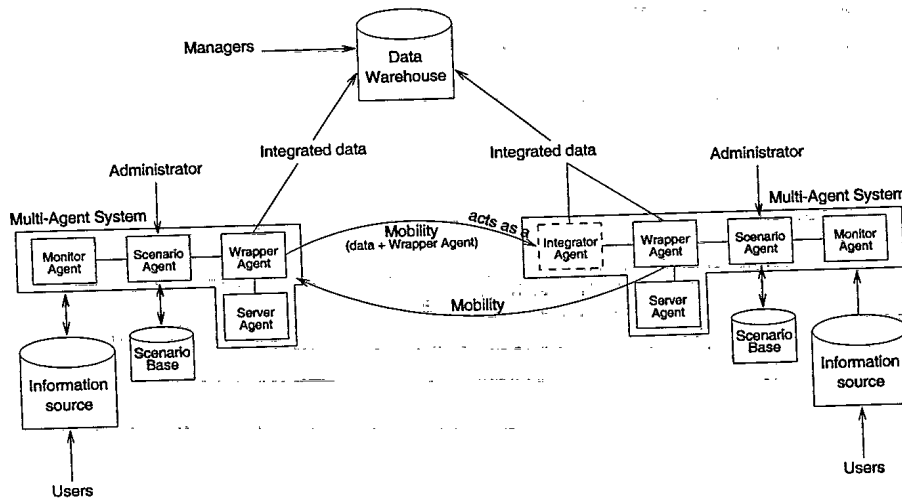 Managers
Data
Warehouse
Integrated data
Integrated data
Administrator
Administrator
Multi-Agent System
Multi-Agent System
Monitor
Agent
Scenario
Agent
Wrapper
Agent
Server
Agent
Mobility
(data + Wrapper Agent)
acts as a
Integrator
Agent
Wrapper
Agent
Scenario
Agent
Monitor
Agent
Server
Agent
Mobility
Scenario
Base
Information
source
Users
Scenario
Base
Information
source
Users